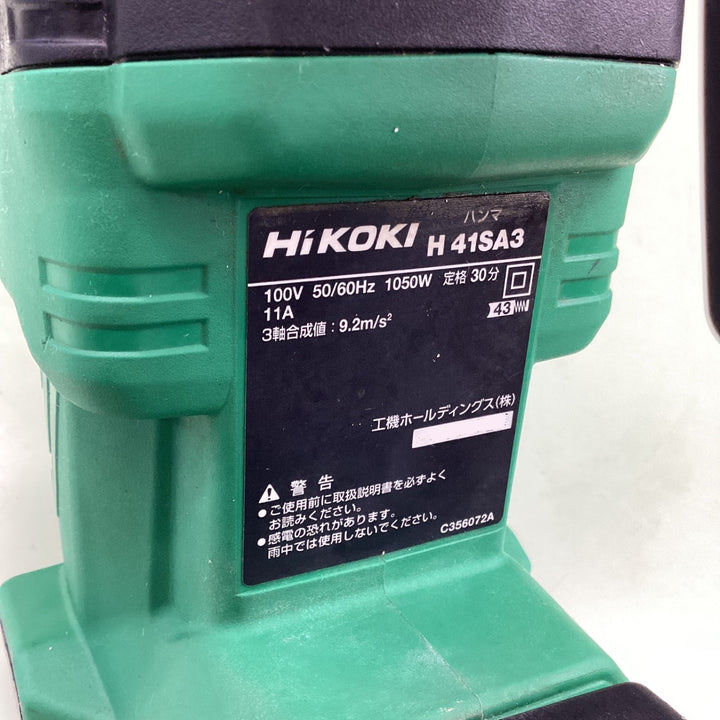 ハンマ
HiKOKI H 41SA3
100V 50/60Hz 1050W 定格 30分
11A
43
3軸合成値：9.2m/s²
工機ホールディングス(株)
警告
●ご使用前に取扱説明書を必ずよく
お読みください。
●感電の恐れがあります。
雨中では使用しないでください。
C356072A